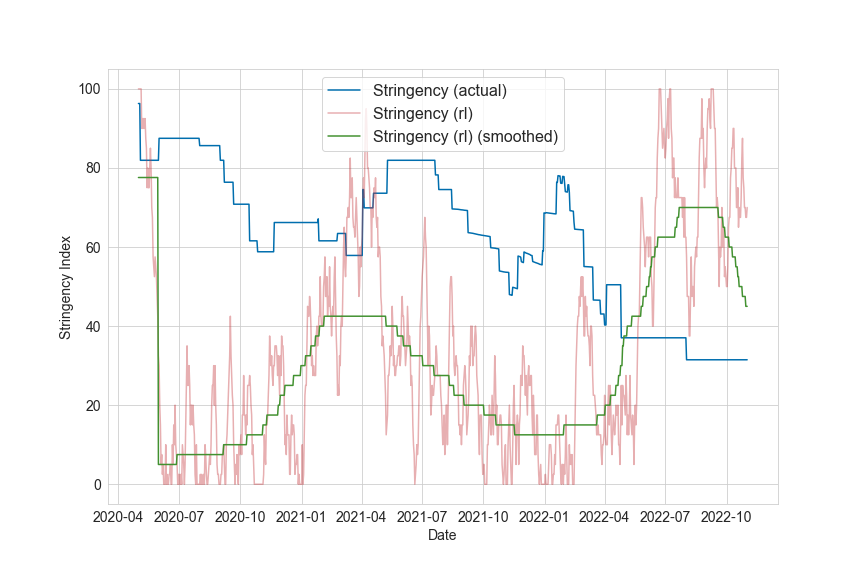 Stringency (actual)
Stringency (rl)
Stringency (rl) (smoothed)
Stringency Index
100
80
60
40
20
0
2020-04 2020-07 2020-10 2021-01 2021-04 2021-07 2021-10 2022-01 2022-04 2022-07 2022-10
Date